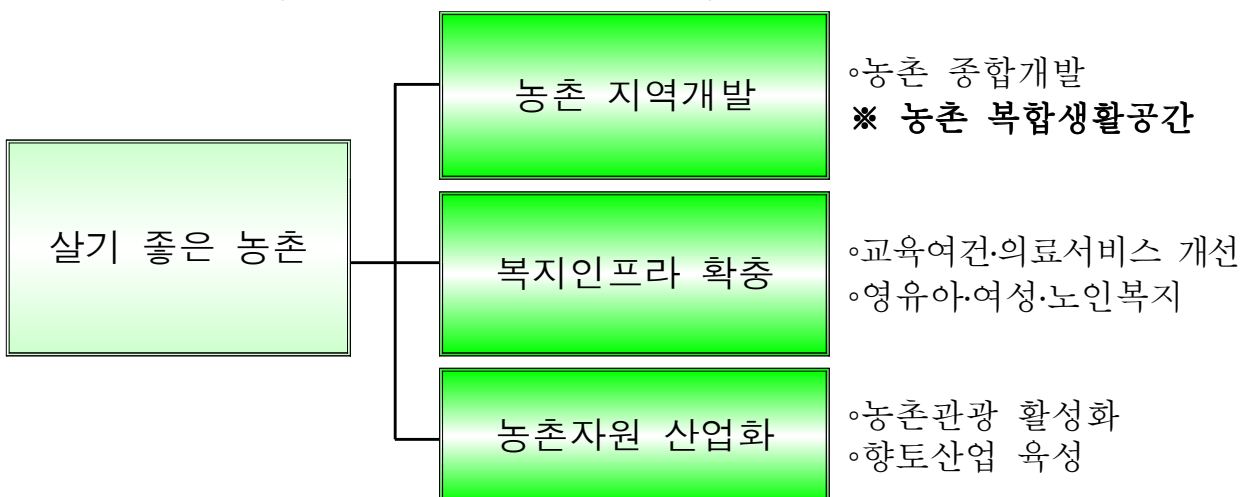 농촌 지역개발
◦농촌 종합개발
※ 농촌 복합생활공간
살기 좋은 농촌
복지인프라 확충
◦교육여건·의료서비스 개선
◦영유아·여성·노인복지
농촌자원 산업화
◦농촌관광 활성화
◦향토산업 육성